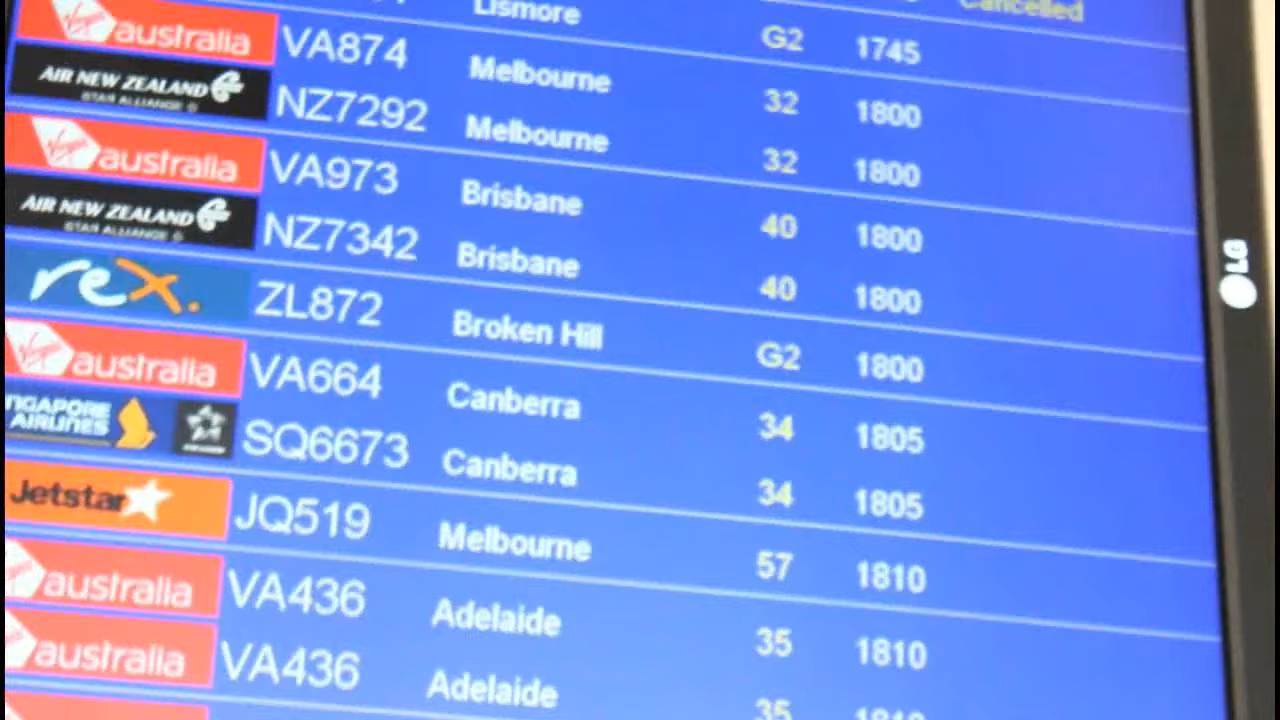 Cancelled
Lismore G2 1745
Virgin australia VA874 Melbourne 32 1800
AIR NEW ZEALAND STAR ALLIANCE NZ7292 Melbourne 32 1800
Virgin australia VA973 Brisbane 40 1800
AIR NEW ZEALAND STAR ALLIANCE NZ7342 Brisbane 40 1800
rex. ZL872 Broken Hill G2 1800
Virgin australia VA664 Canberra 34 1805
NGAPORE AIRLINES SQ6673 Canberra 34 1805
Jetstar JQ519 Melbourne 57 1810
australia VA436 Adelaide 35 1810
australia VA436 Adelaide 35 1810
LG